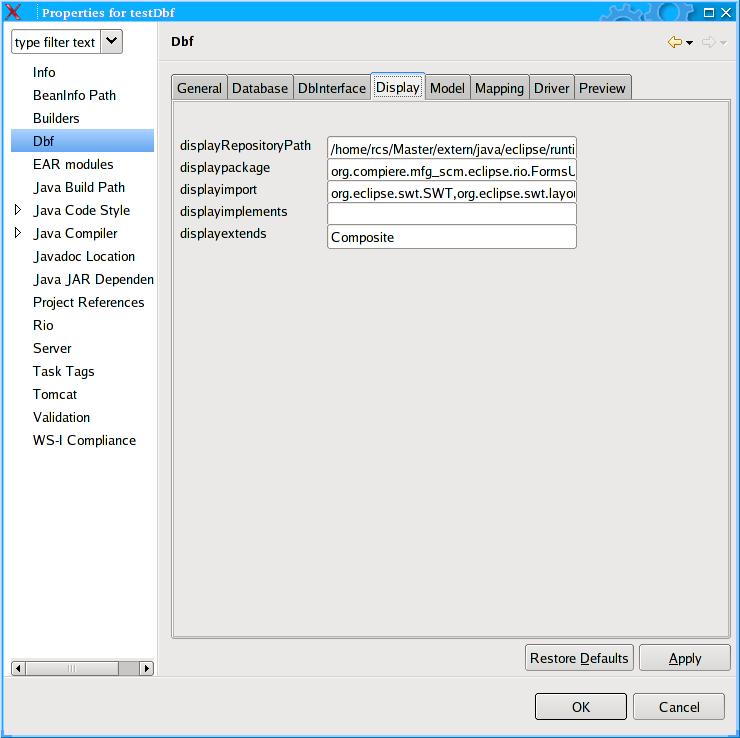 Properties for testDbf
type filter text
Info
BeanInfo Path
Builders
Dbf
EAR modules
Java Build Path
Java Code Style
Java Compiler
Javadoc Location
Java JAR Dependen
Project References
Rio
Server
Task Tags
Tomcat
Validation
WS-I Compliance
Dbf
General Database DbInterface Display Model Mapping Driver Preview
displayRepositoryPath /home/rcs/Master/extern/java/eclipse/runti
displaypackage org.compiere.mfg_scm.eclipse.rio.FormsU
displayimport org.eclipse.swt.SWT,org.eclipse.swt.layou
displayimplements
displayextends Composite
Restore Defaults Apply
OK Cancel